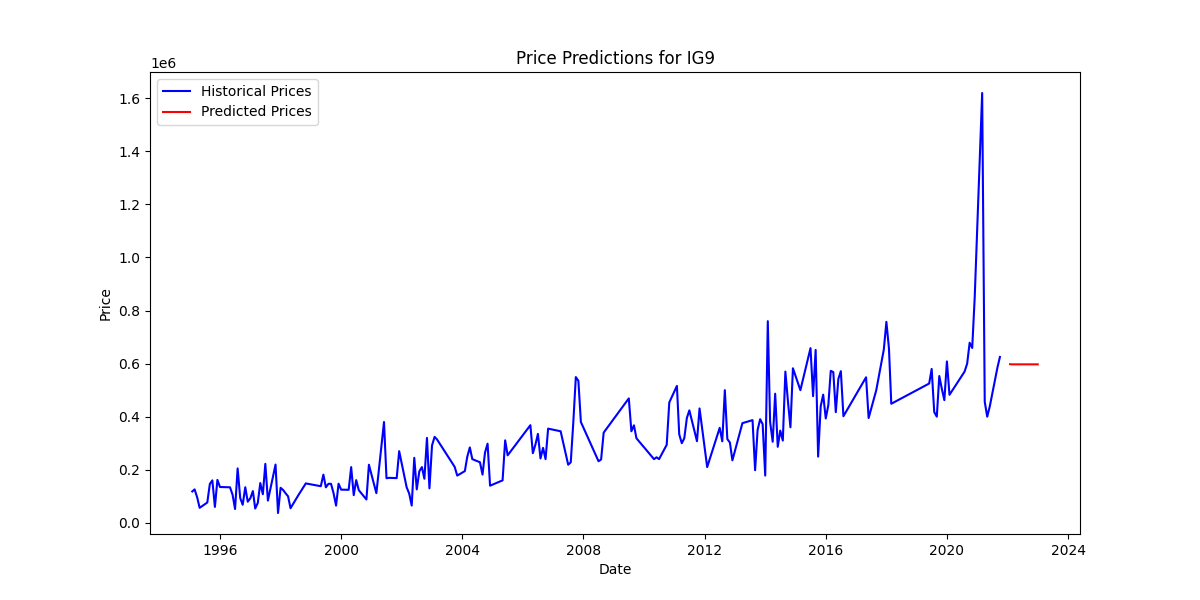 Price Predictions for IG9
1e6
Historical Prices
Predicted Prices
1.6
1.4
1.2
1.0
0.8
0.6
0.4
0.2
0.0
Price
1996 2000 2004 2008 2012 2016 2020 2024
Date